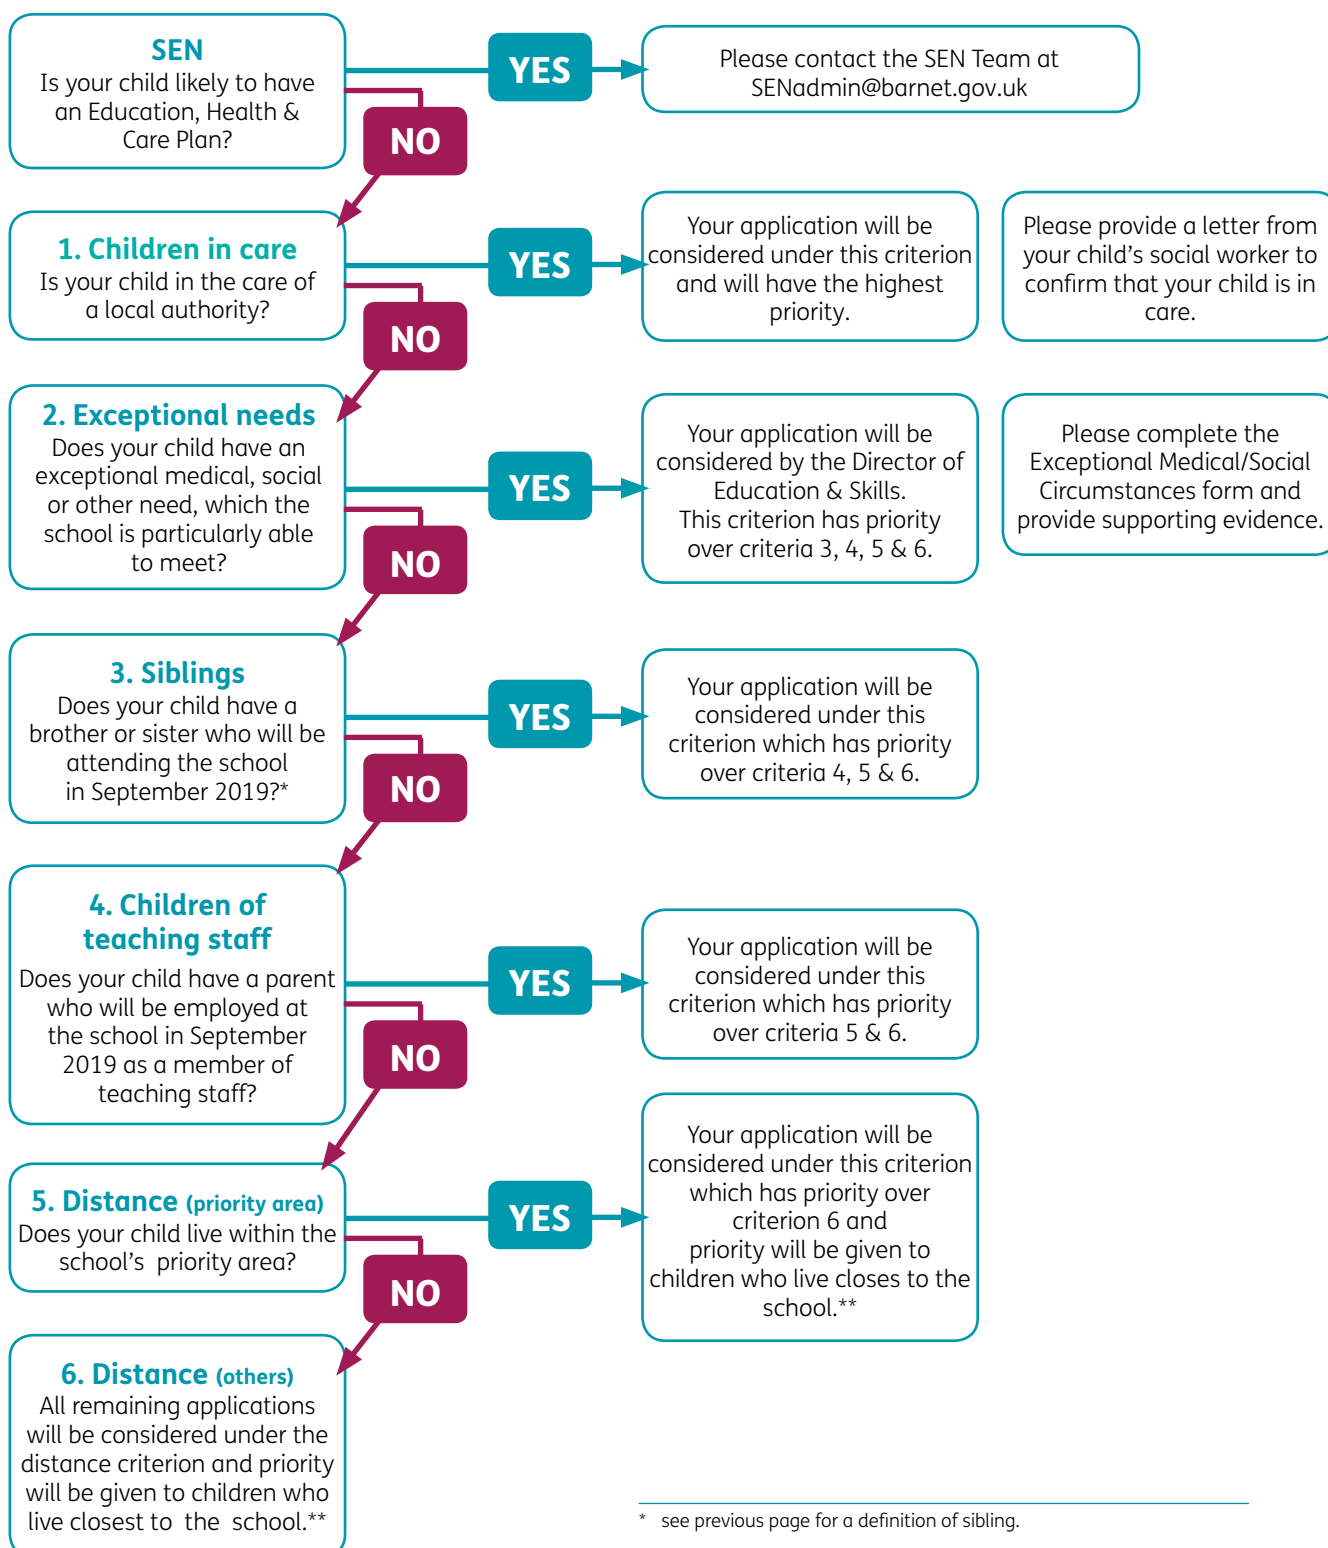 SEN
Is your child likely to have
an Education, Health &
Care Plan?
YES
Please contact the SEN Team at
SENadmin@barnet.gov.uk
NO
1. Children in care
Is your child in the care of
a local authority?
YES
Your application will be
considered under this criterion
and will have the highest
priority.
Please provide a letter from
your child’s social worker to
confirm that your child is in
care.
NO
2. Exceptional needs
Does your child have an
exceptional medical, social
or other need, which the
school is particularly able
to meet?
YES
Your application will be
considered by the Director of
Education & Skills.
This criterion has priority
over criteria 3, 4, 5 & 6.
Please complete the
Exceptional Medical/Social
Circumstances form and
provide supporting evidence.
NO
3. Siblings
Does your child have a
brother or sister who will be
attending the school
in September 2019?*
YES
Your application will be
considered under this
criterion which has priority
over criteria 4, 5 & 6.
NO
4. Children of
teaching staff
Does your child have a parent
who will be employed at
the school in September
2019 as a member of
teaching staff?
YES
Your application will be
considered under this
criterion which has priority
over criteria 5 & 6.
NO
5. Distance (priority area)
Does your child live within the
school’s priority area?
YES
Your application will be
considered under this criterion
which has priority over
criterion 6 and
priority will be given to
children who live closes to the
school.**
NO
6. Distance (others)
All remaining applications
will be considered under the
distance criterion and priority
will be given to children who
live closest to the school.**
* see previous page for a definition of sibling.